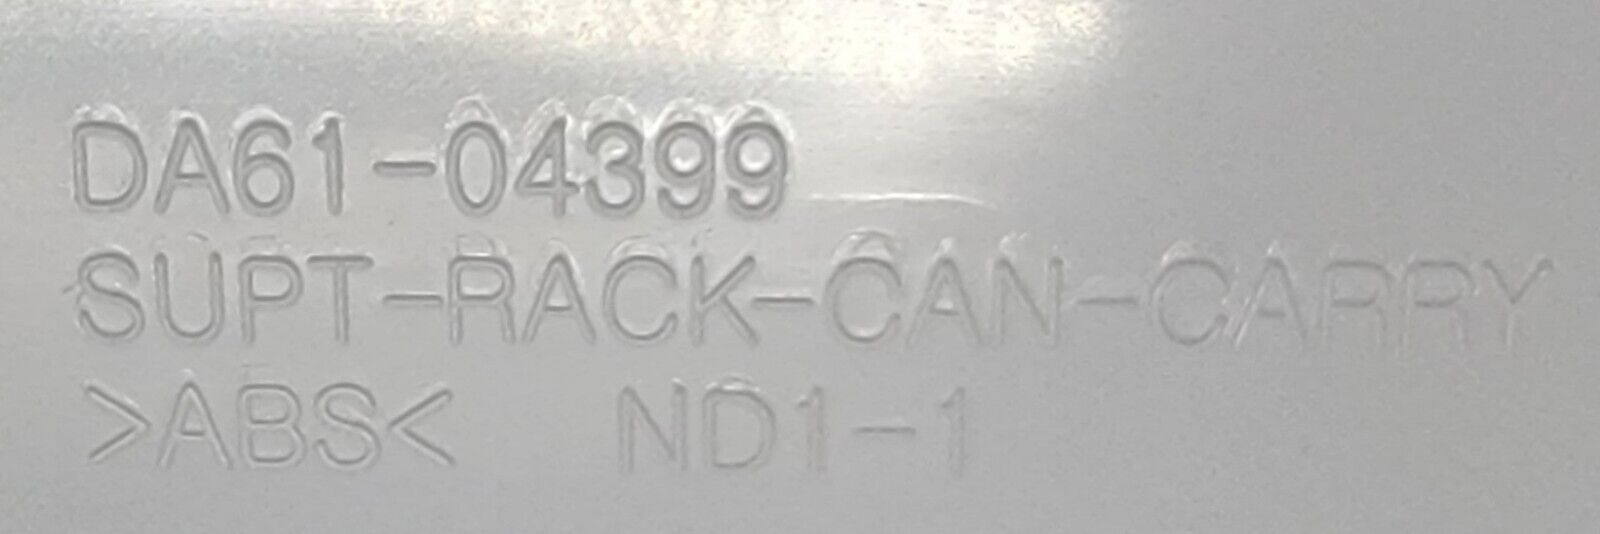 DA61-04399
SUPT-RACK-CAN-CARRY
>ABS< ND1-1